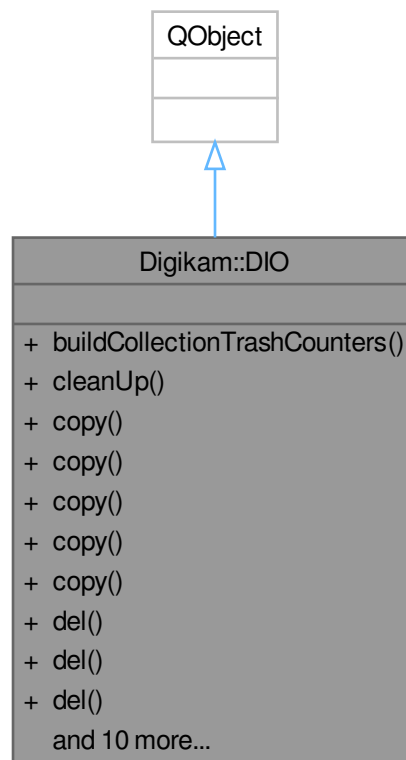 QObject
Digikam::DIO
+ buildCollectionTrashCounters()
+ cleanUp()
+ copy()
+ copy()
+ copy()
+ copy()
+ copy()
+ del()
+ del()
+ del()
and 10 more...